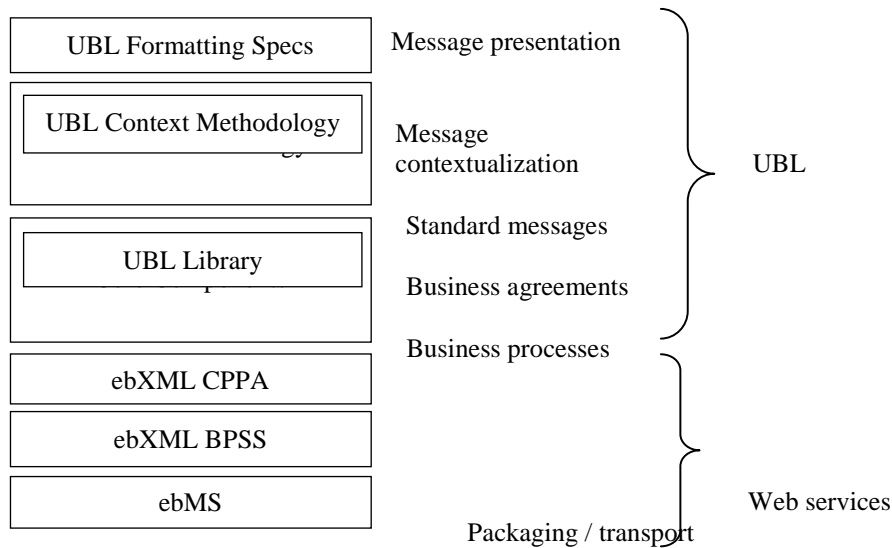 UBL Formatting Specs
Message presentation
UBL Context Methodology
Message
contextualization
UBL
Standard messages
UBL Library
Business agreements
Business processes
ebXML CPPA
ebXML BPSS
ebMS
Web services
Packaging / transport